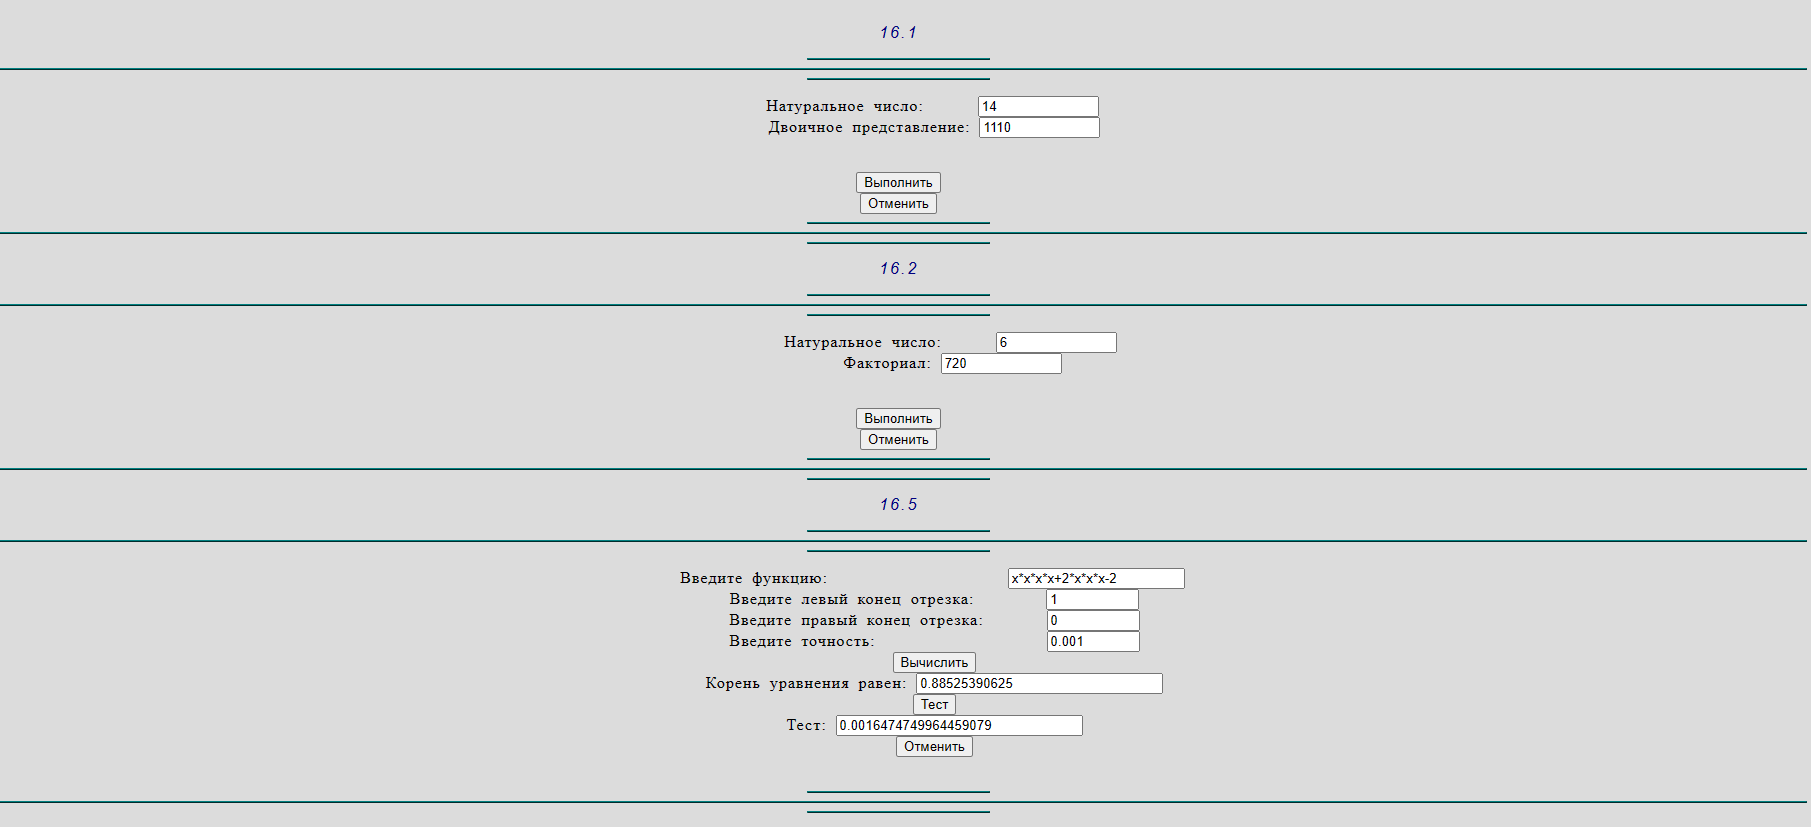 16.1
Натуральное число: 14
Двоичное представление: 1110
Выполнить
Отменить
16.2
Натуральное число: 6
Факториал: 720
Выполнить
Отменить
16.5
Введите функцию: x*x*x*x+2*x*x*x-2
Введите левый конец отрезка: 1
Введите правый конец отрезка: 0
Введите точность: 0.001
Вычислить
Корень уравнения равен: 0.88525390625
Тест
Тест: 0.0016474749964459079
Отменить